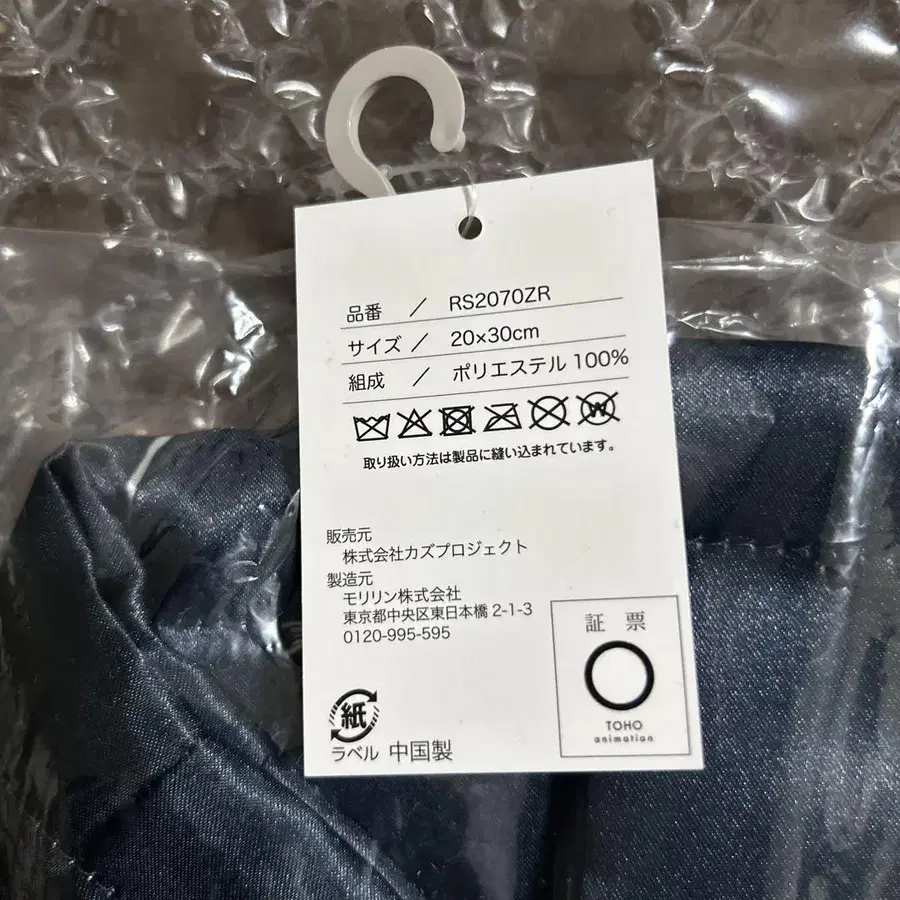 品番 / RS2070ZR
サイズ / 20×30cm
組成 / ポリエステル 100%
取り扱い方法は製品に縫い込まれています。
販売元
株式会社カズプロジェクト
製造元
モリリン株式会社
東京都中央区東日本橋 2-1-3
0120-995-595
紙
ラベル 中国製
証 票
TOHO
animation